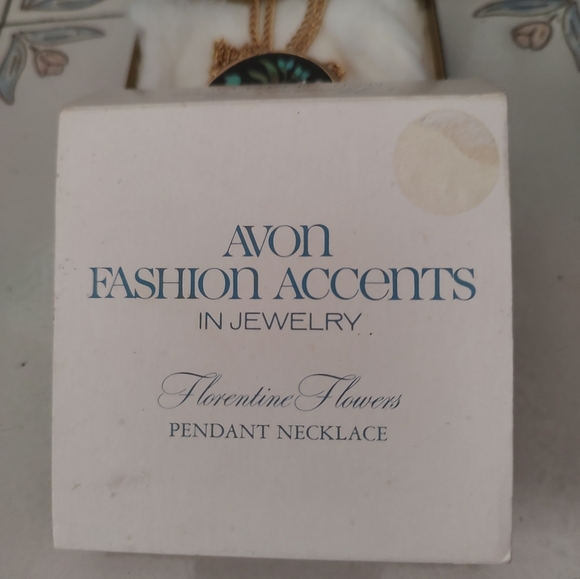 AVON
FASHION ACCENTS
IN JEWELRY
Florentine Flowers
PENDANT NECKLACE